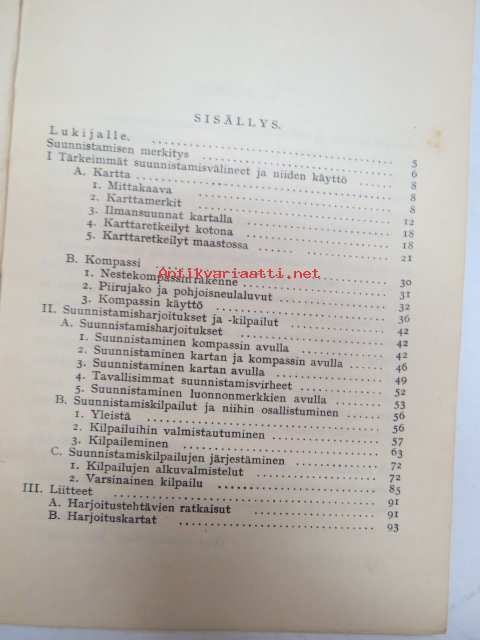 SISÄLLYS.
Lukijalle. 5
Suunnistamisen merkitys 6
I Tärkeimmät suunnistamisvälineet ja niiden käyttö 8
A. Kartta 8
1. Mittakaava 8
2. Karttamerkit 12
3. Ilmansuunnat kartalla 18
4. Karttaretkeilyt kotona 18
5. Karttaretkeilyt maastossa 21
B. Kompassi 30
Antikvariaatti.net
1. Nestekompassin rakenne 31
2. Piirujako ja pohjoisneulaluvut 32
3. Kompassin käyttö 36
II. Suunnistamisharjoitukset ja -kilpailut 42
A. Suunnistamisharjoitukset 42
1. Suunnistaminen kompassin avulla 42
2. Suunnistaminen kartan ja kompassin avulla 46
3. Suunnistaminen kartan avulla 49
4. Tavallisimmat suunnistamisvirheet 52
5. Suunnistaminen luonnonmerkkien avulla 53
B. Suunnistamiskilpailut ja niihin osallistuminen 56
1. Yleistä 56
2. Kilpailuihin valmistautuminen 57
3. Kilpaileminen 63
C. Suunnistamiskilpailujen järjestäminen 72
1. Kilpailujen alkuvalmistelut 72
2. Varsinainen kilpailu 85
III. Liitteet 91
A. Harjoitustehtävien ratkaisut 91
B. Harjoituskartat 93